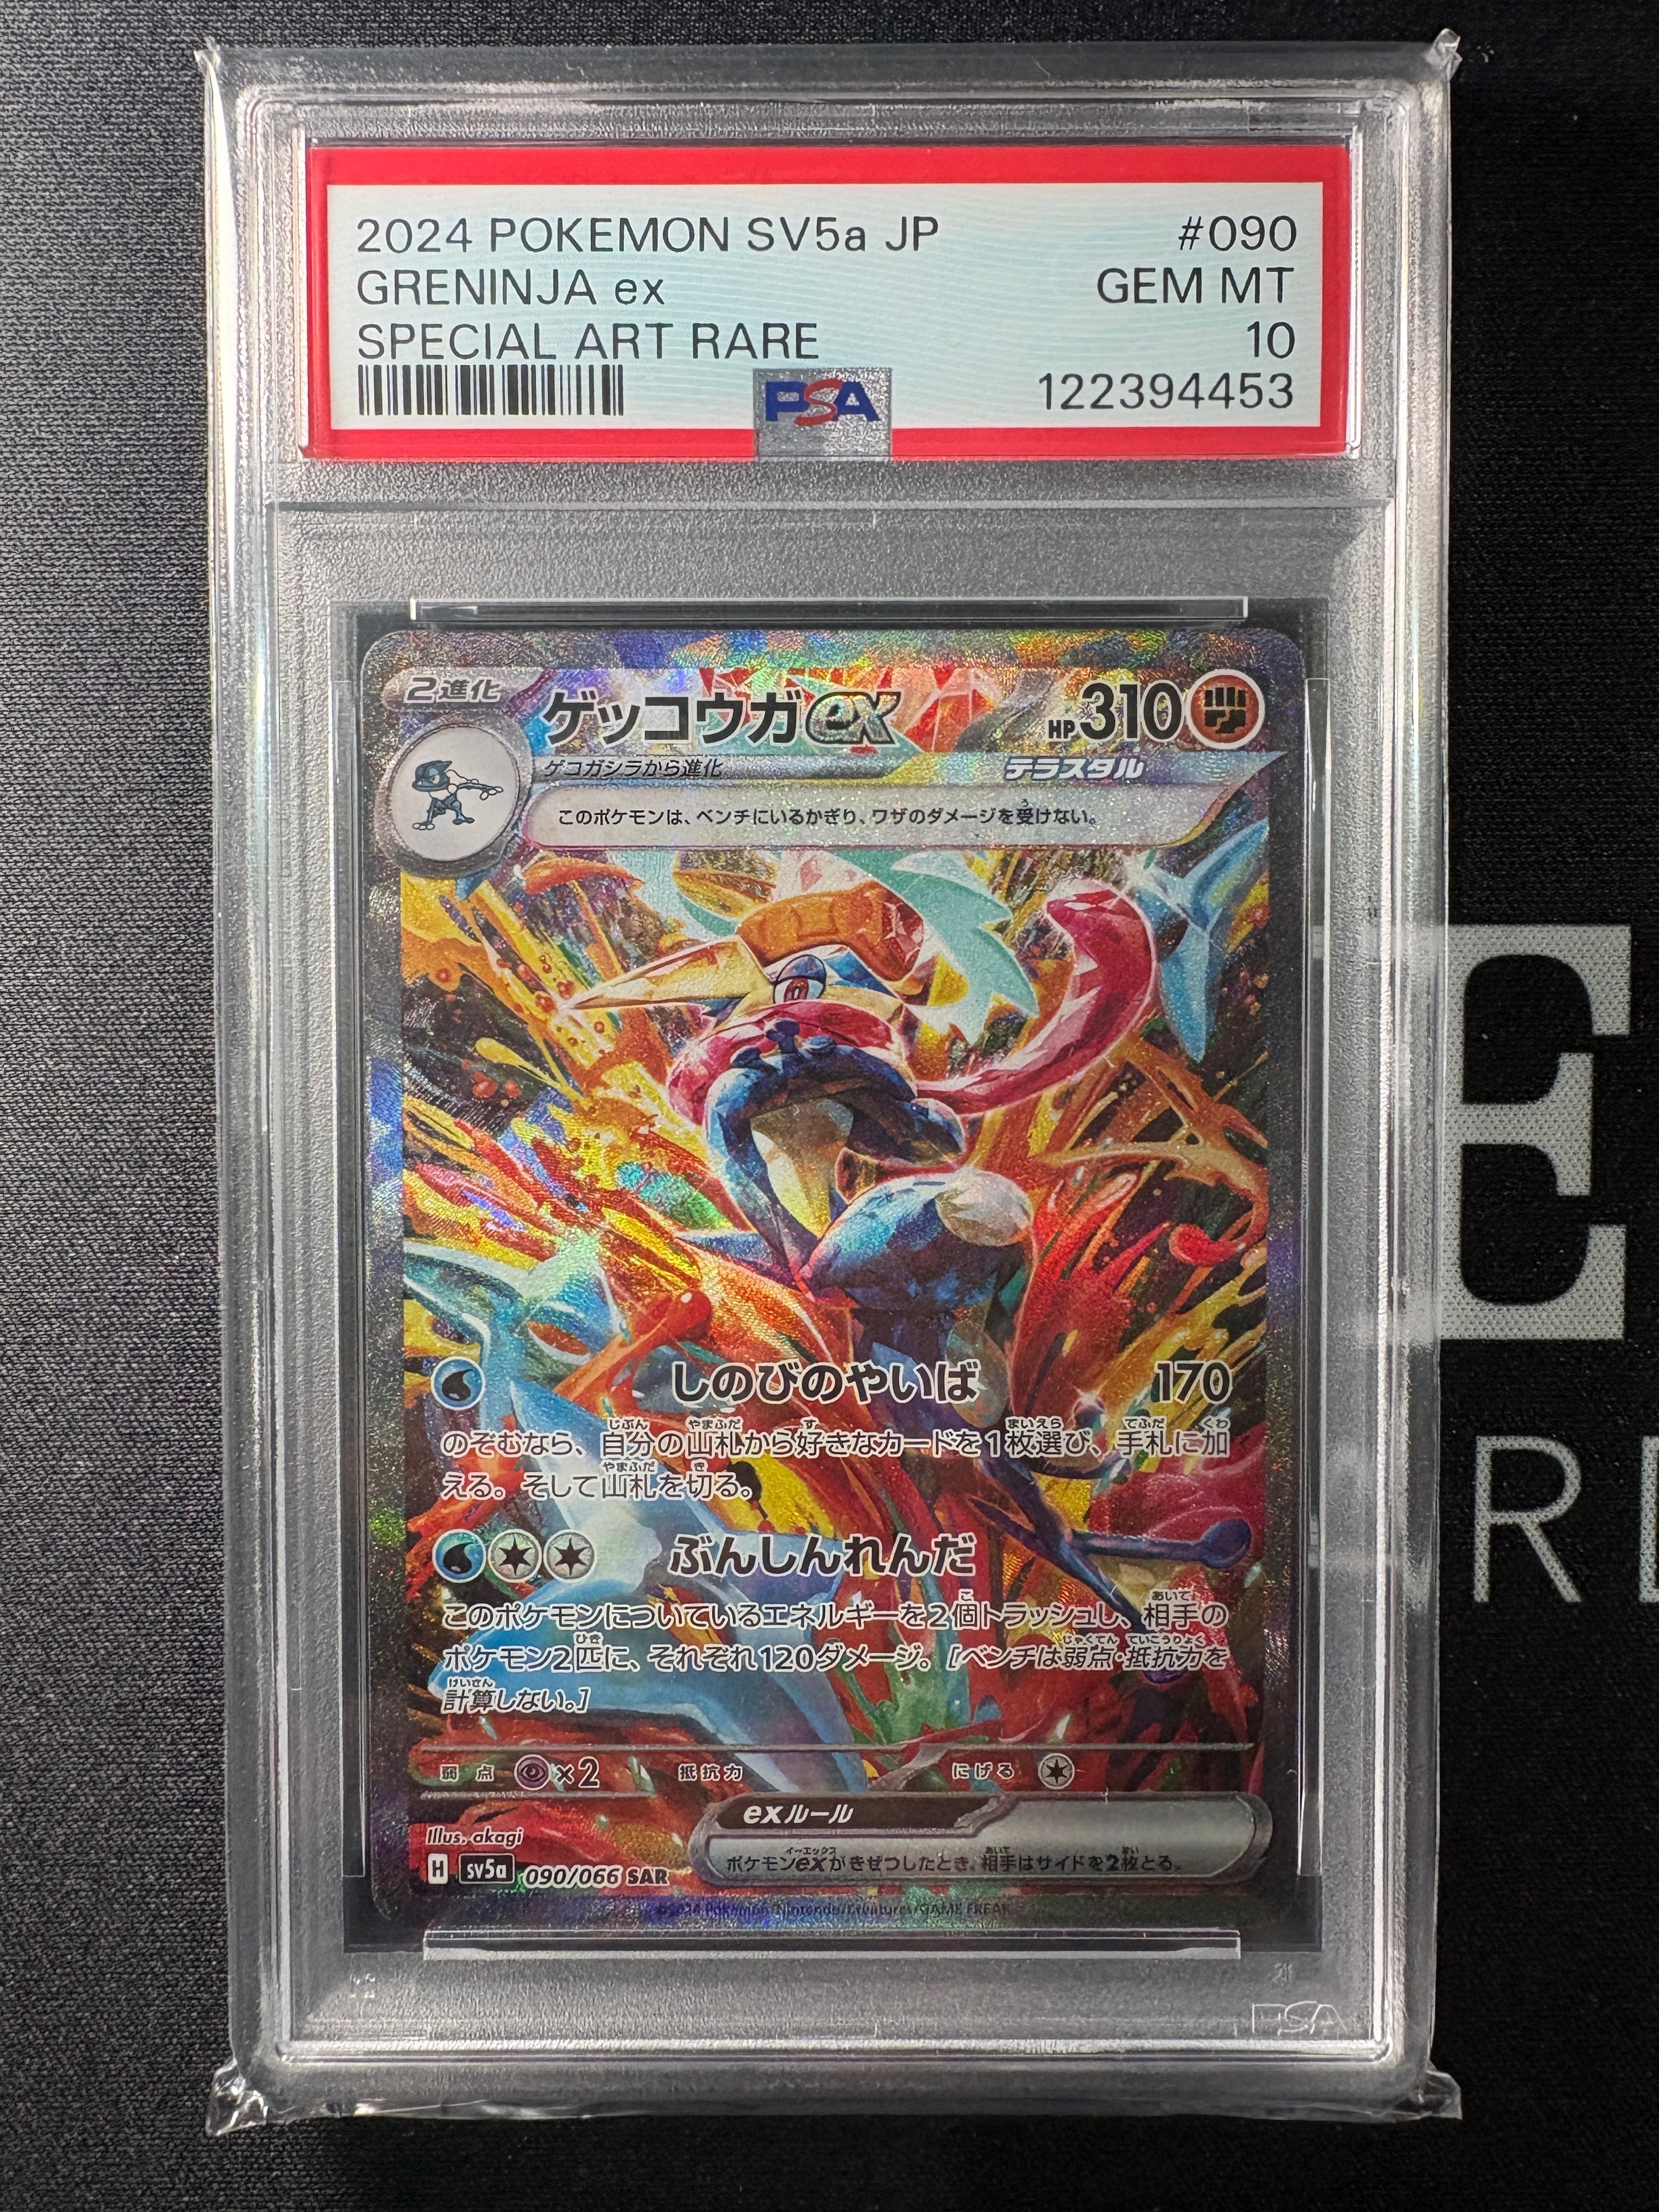 2024 POKEMON SV5a JP #090
GRENINJA ex GEM MT
SPECIAL ART RARE 10
PSA 122394453
2進化 ゲッコウガex HP310
ゲコガシラから進化 テラスタル
このポケモンは、ベンチにいるかぎり、ワザのダメージを受けない。
しのびのやいば 170
のぞむなら、自分の山札から好きなカードを1枚選び、手札に加
える。そして山札を切る。
ぶんしんれんだ
このポケモンについているエネルギーを2個トラッシュし、相手の
ポケモン2匹に、それぞれ120ダメージ。[ベンチは弱点・抵抗力を
計算しない。]
弱点 ×2 抵抗力 にげる
exルール
ポケモンexがきぜつしたとき、相手はサイドを2枚とる。
Illus. akagi
H sv5a 090/066 SAR
©2024 Pokémon/Nintendo/Creatures/GAME FREAK
PSA
E
R